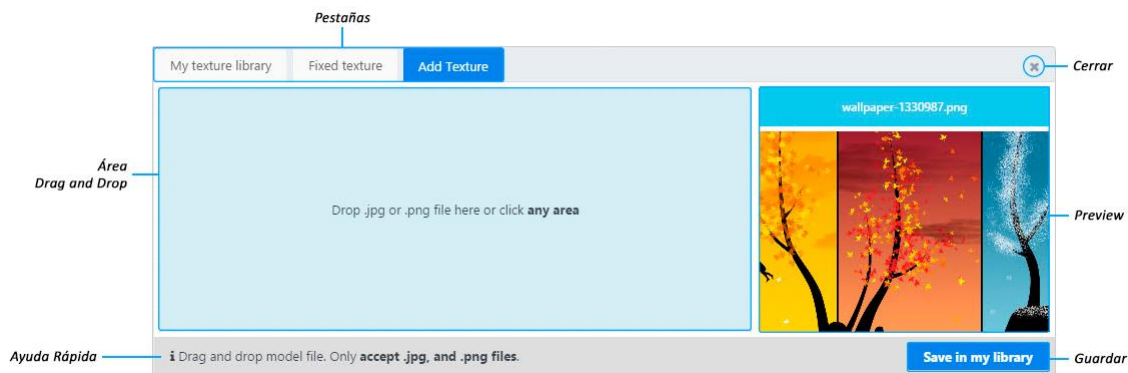 Pestañas
My texture library Fixed texture Add Texture
Cerrar
wallpaper-1330987.png
Área
Drag and Drop
Drop .jpg or .png file here or click any area
Preview
Ayuda Rápida
i Drag and drop model file. Only accept .jpg, and .png files.
Save in my library
Guardar